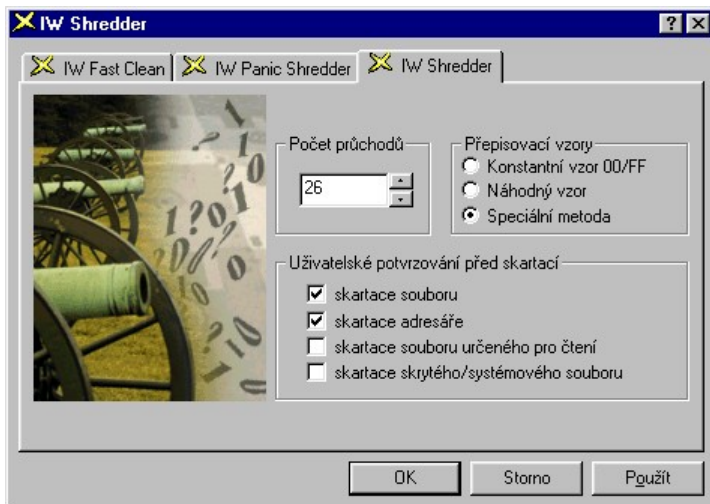 IW Shredder
IW Fast Clean
IW Panic Shredder
IW Shredder
Počet průchodů
26
Přepisovací vzory
Konstantní vzor 00/FF
Náhodný vzor
Speciální metoda
Uživatelské potvrzování před skartací
skartace souboru
skartace adresáře
skartace souboru určeného pro čtení
skartace skrytého/systémového souboru
OK
Storno
Použít